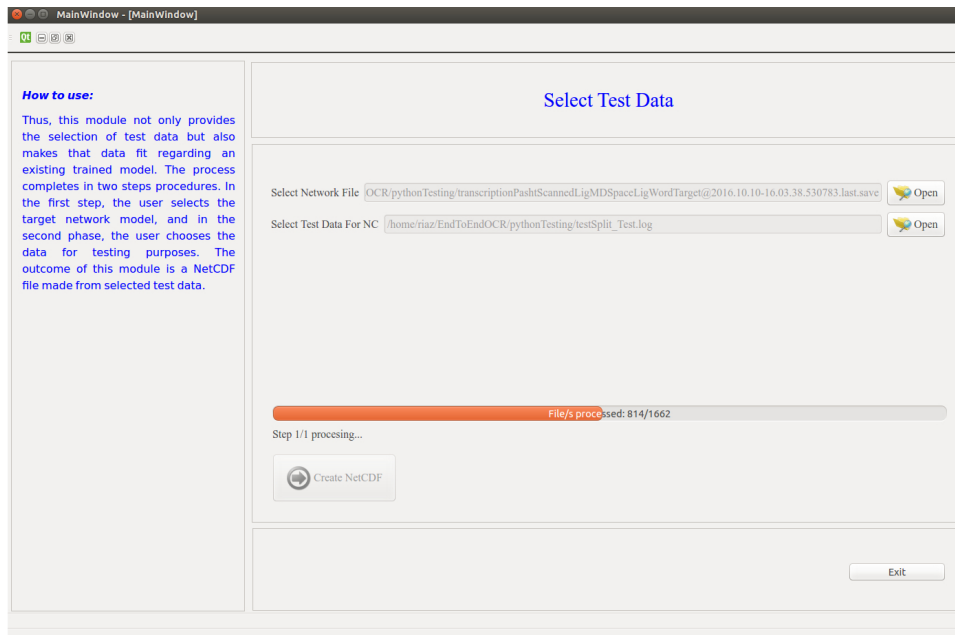 MainWindow - [MainWindow]
Qt
How to use:
Thus, this module not only provides
the selection of test data but also
makes that data fit regarding an
existing trained model. The process
completes in two steps procedures. In
the first step, the user selects the
target network model, and in the
second phase, the user chooses the
data for testing purposes. The
outcome of this module is a NetCDF
file made from selected test data.
Select Test Data
Select Network File OCR/pythonTesting/transcriptionPashtScannedLigMDSpaceLigWordTarget@2016.10.10-16.03.38.530783.last.save Open
Select Test Data For NC /home/riaz/EndToEndOCR/pythonTesting/testSplit_Test.log Open
File/s processed: 814/1662
Step 1/1 procesing...
Create NetCDF
Exit